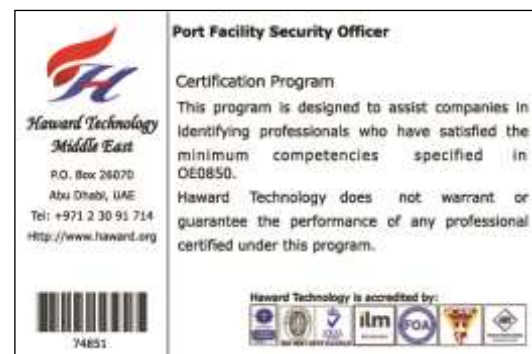 Haward Technology
Middle East
P.O. Box 26070
Abu Dhabi, UAE
Tel: +971 2 30 91 714
Http://www.haward.org
74851
Port Facility Security Officer
Certification Program
This program is designed to assist companies in
identifying professionals who have satisfied the
minimum competencies specified in
OE0850.
Haward Technology does not warrant or
guarantee the performance of any professional
certified under this program.
Haward Technology is accredited by:
ilm
FOA